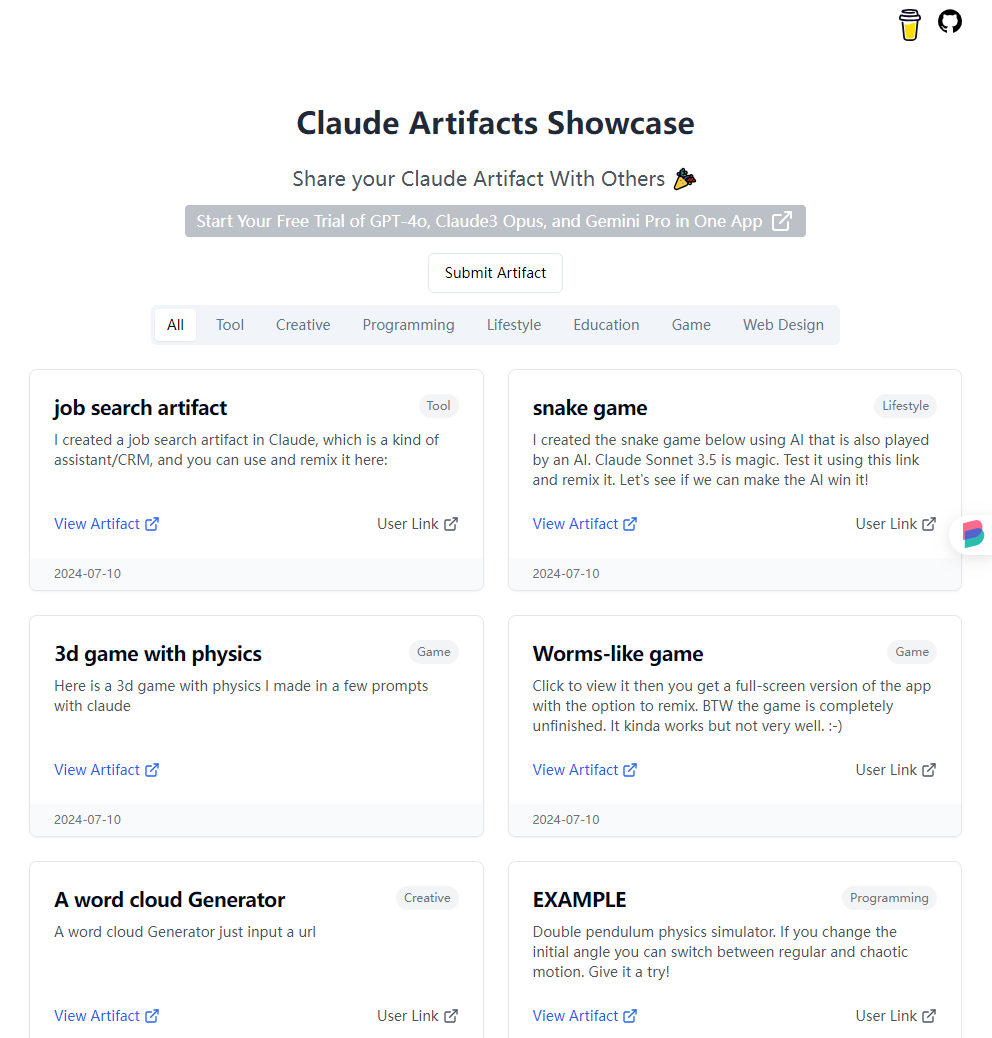 Claude Artifacts Showcase
Share your Claude Artifact With Others
Start Your Free Trial of GPT-4o, Claude3 Opus, and Gemini Pro in One App
Submit Artifact
All Tool Creative Programming Lifestyle Education Game Web Design
job search artifact
Tool
I created a job search artifact in Claude, which is a kind of
assistant/CRM, and you can use and remix it here:
View Artifact User Link
2024-07-10
snake game
Lifestyle
I created the snake game below using AI that is also played
by an AI. Claude Sonnet 3.5 is magic. Test it using this link
and remix it. Let's see if we can make the AI win it!
View Artifact User Link
2024-07-10
3d game with physics
Game
Here is a 3d game with physics I made in a few prompts
with claude
View Artifact
2024-07-10
Worms-like game
Game
Click to view it then you get a full-screen version of the app
with the option to remix. BTW the game is completely
unfinished. It kinda works but not very well. :-)
View Artifact User Link
2024-07-10
A word cloud Generator
Creative
A word cloud Generator just input a url
View Artifact User Link
EXAMPLE
Programming
Double pendulum physics simulator. If you change the
initial angle you can switch between regular and chaotic
motion. Give it a try!
View Artifact User Link